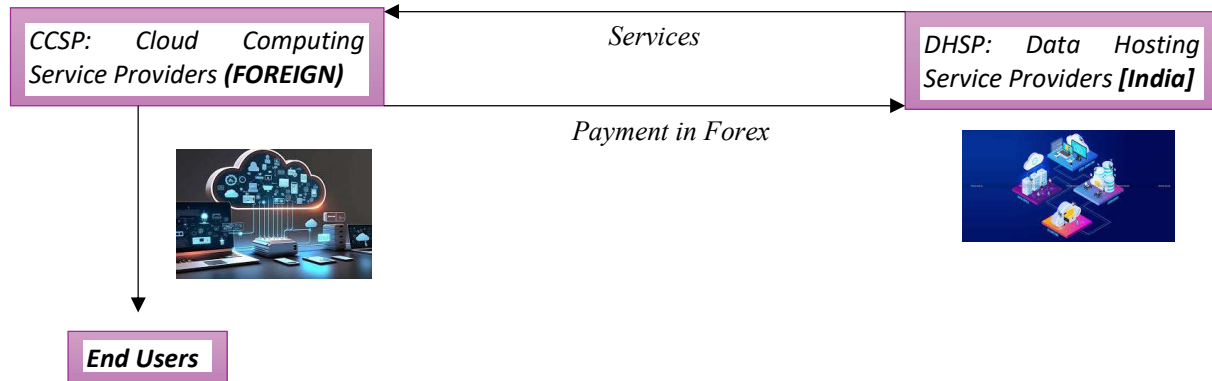 CCSP: Cloud Computing
Service Providers (FOREIGN)
Services
DHSP: Data Hosting
Service Providers [India]
Payment in Forex
End Users